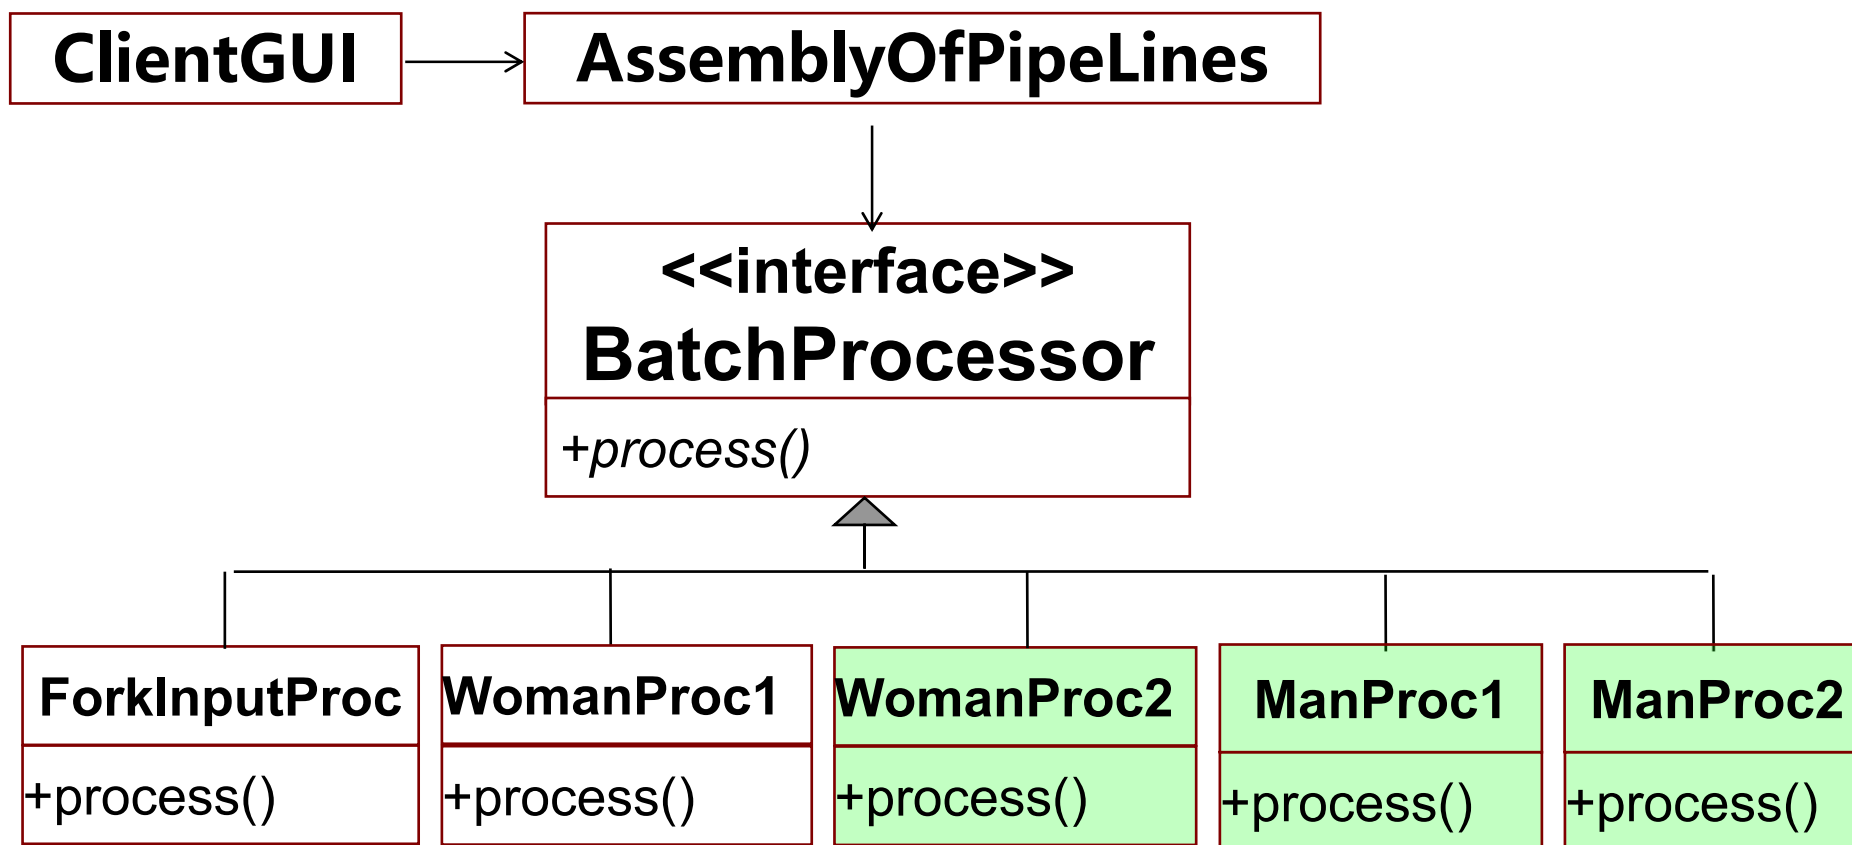 ClientGUI
AssemblyOfPipeLines
<<interface>>
BatchProcessor
+process()
ForkInputProc
+process()
WomanProc1
+process()
WomanProc2
+process()
ManProc1
+process()
ManProc2
+process()